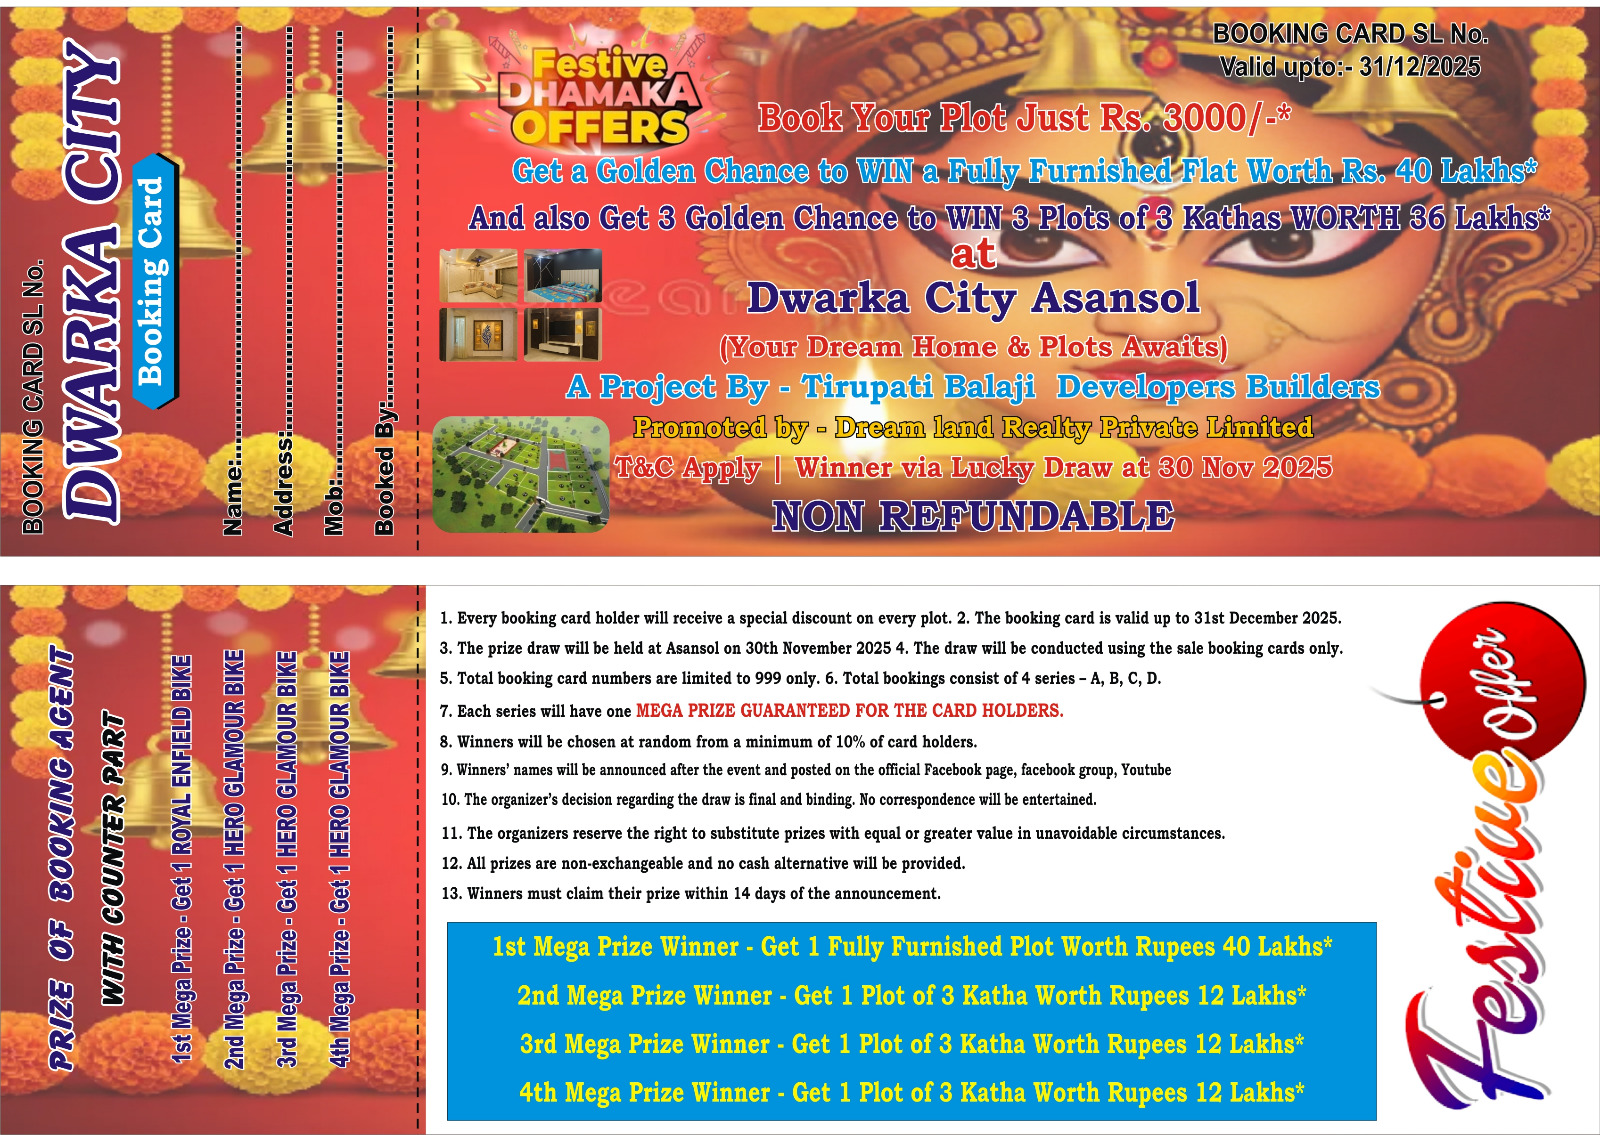 BOOKING CARD SL No.
DWARKA CITY
Booking Card
Name:
Address:
Mob:
Booked By:
Festive
DHAMAKA
OFFERS
BOOKING CARD SL No.
Valid upto:- 31/12/2025
Book Your Plot Just Rs. 3000/-*
Get a Golden Chance to WIN a Fully Furnished Flat Worth Rs. 40 Lakhs*
And also Get 3 Golden Chance to WIN 3 Plots of 3 Kathas WORTH 36 Lakhs*
at
Dwarka City Asansol
(Your Dream Home & Plots Awaits)
A Project By - Tirupati Balaji Developers Builders
Promoted by - Dream land Realty Private Limited
T&C Apply | Winner via Lucky Draw at 30 Nov 2025
NON REFUNDABLE
PRIZE OF BOOKING AGENT
WITH COUNTER PART
1st Mega Prize - Get 1 ROYAL ENFIELD BIKE
2nd Mega Prize - Get 1 HERO GLAMOUR BIKE
3rd Mega Prize - Get 1 HERO GLAMOUR BIKE
4th Mega Prize - Get 1 HERO GLAMOUR BIKE
1. Every booking card holder will receive a special discount on every plot. 2. The booking card is valid up to 31st December 2025.
3. The prize draw will be held at Asansol on 30th November 2025 4. The draw will be conducted using the sale booking cards only.
5. Total booking card numbers are limited to 999 only. 6. Total bookings consist of 4 series – A, B, C, D.
7. Each series will have one MEGA PRIZE GUARANTEED FOR THE CARD HOLDERS.
8. Winners will be chosen at random from a minimum of 10% of card holders.
9. Winners’ names will be announced after the event and posted on the official Facebook page, facebook group, Youtube
10. The organizer’s decision regarding the draw is final and binding. No correspondence will be entertained.
11. The organizers reserve the right to substitute prizes with equal or greater value in unavoidable circumstances.
12. All prizes are non-exchangeable and no cash alternative will be provided.
13. Winners must claim their prize within 14 days of the announcement.
1st Mega Prize Winner - Get 1 Fully Furnished Plot Worth Rupees 40 Lakhs*
2nd Mega Prize Winner - Get 1 Plot of 3 Katha Worth Rupees 12 Lakhs*
3rd Mega Prize Winner - Get 1 Plot of 3 Katha Worth Rupees 12 Lakhs*
4th Mega Prize Winner - Get 1 Plot of 3 Katha Worth Rupees 12 Lakhs*
Festive Offer